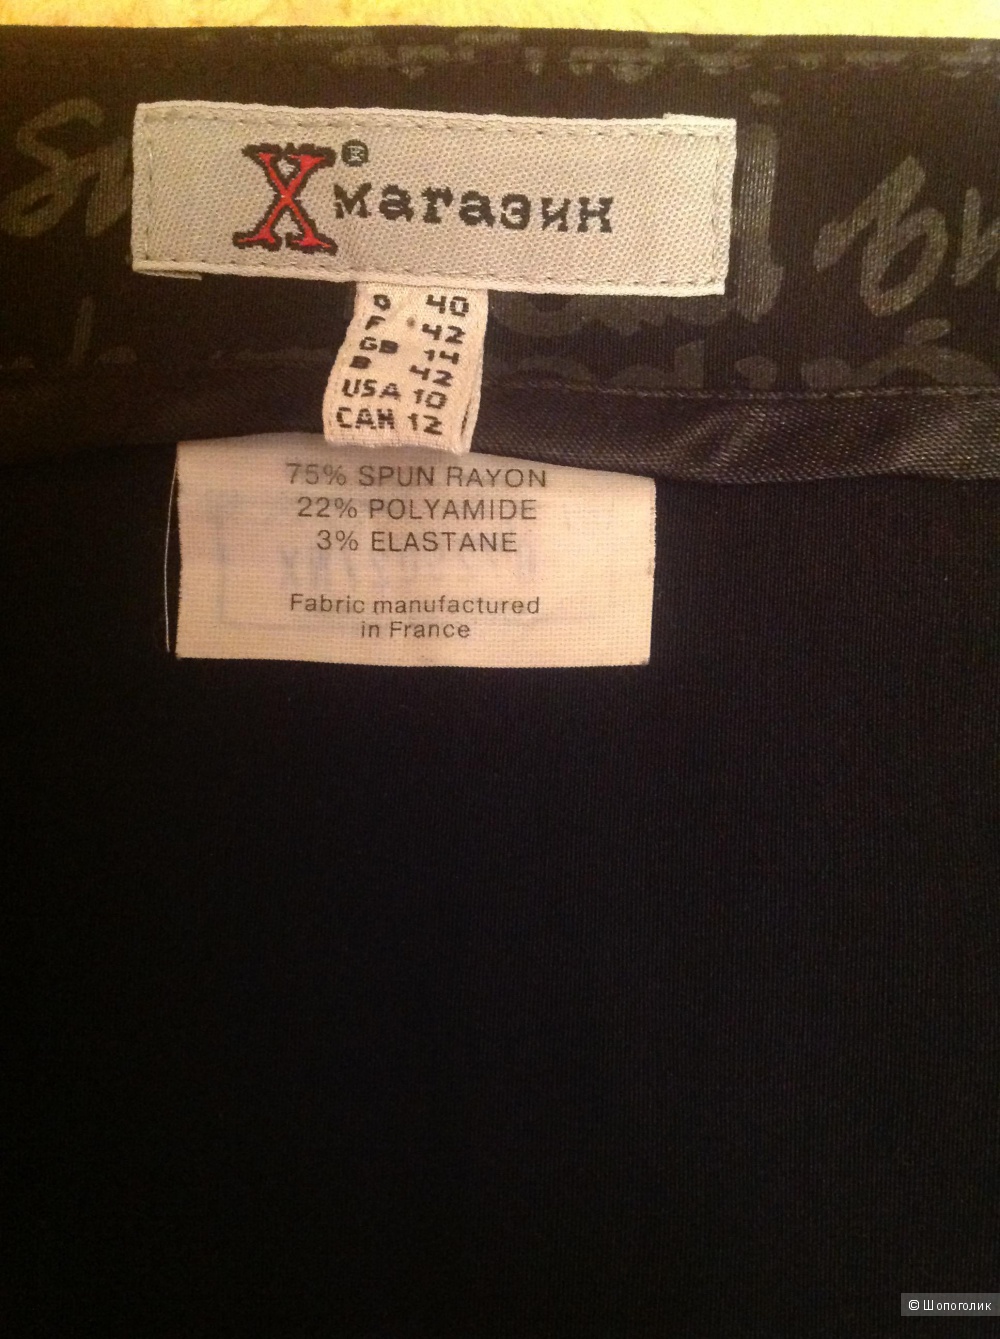 X® магазин
D 40
F 42
GB 14
B 42
USA 10
CAN 12
75% SPUN RAYON
22% POLYAMIDE
3% ELASTANE
Fabric manufactured
in France
© Шопоголик